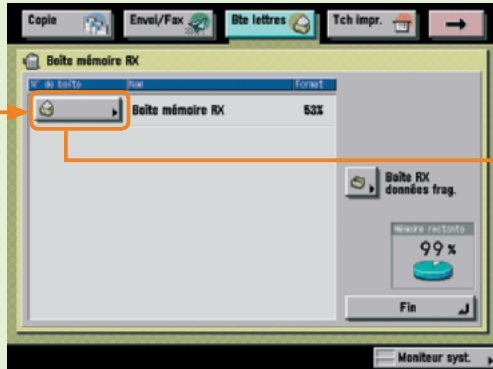 Copie
Envoi/Fax
Bte lettres
Tch impr.
Boîte mémoire RX
N° de boîte
Nom
Format
Boîte mémoire RX
53%
Boîte RX
données frag.
Mémoire restante
99 %
Fin
Moniteur syst.